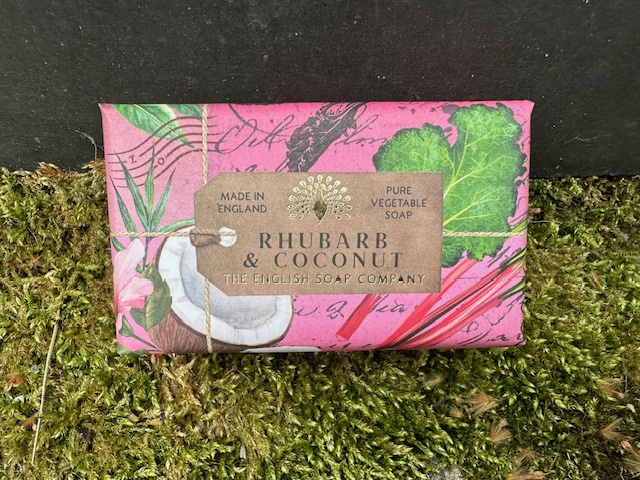 MADE IN
ENGLAND
PURE
VEGETABLE
SOAP
RHUBARB
& COCONUT
THE ENGLISH SOAP COMPANY